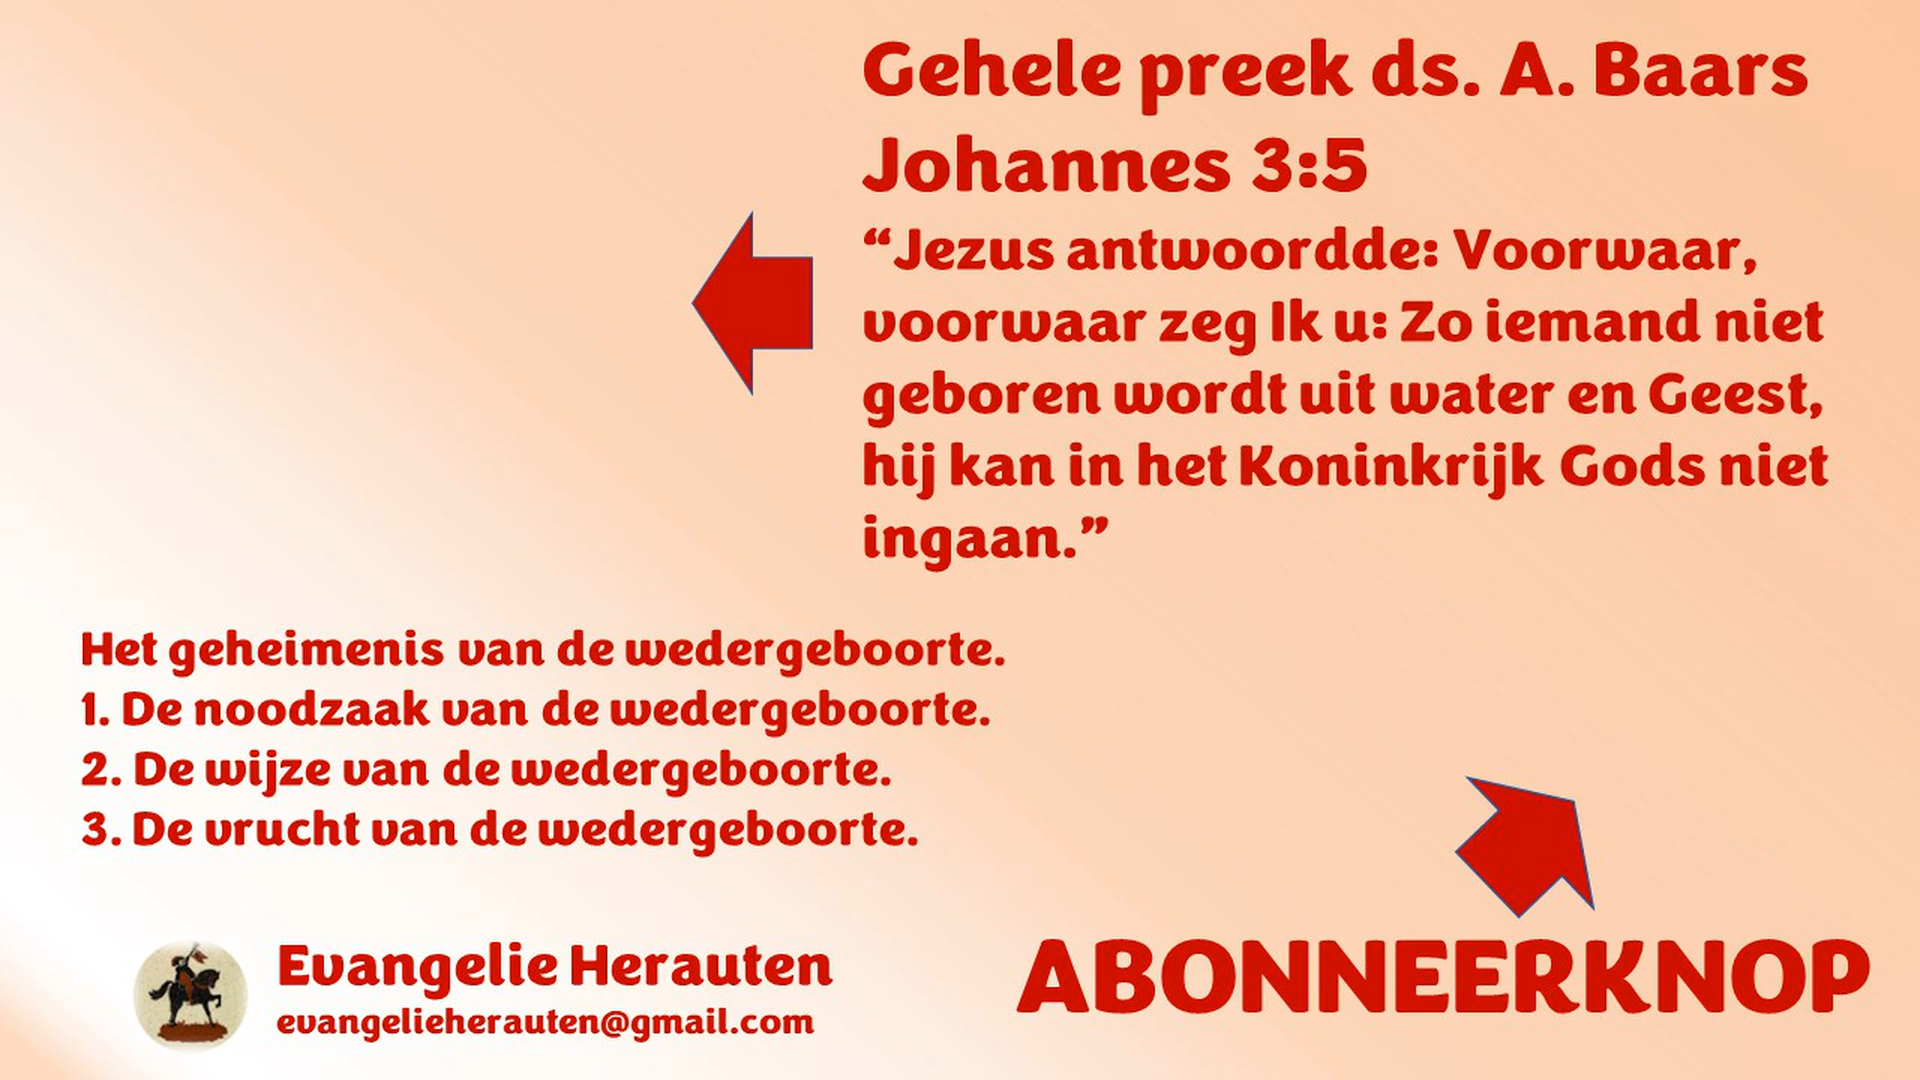 Gehele preek ds. A. Baars
Johannes 3:5
“Jezus antwoordde: Voorwaar,
voorwaar zeg Ik u: Zo iemand niet
geboren wordt uit water en Geest,
hij kan in het Koninkrijk Gods niet
ingaan.”
Het geheimenis van de wedergeboorte.
1. De noodzaak van de wedergeboorte.
2. De wijze van de wedergeboorte.
3. De vrucht van de wedergeboorte.
Evangelie Herauten
evangelieherauten@gmail.com
ABONNEERKNOP